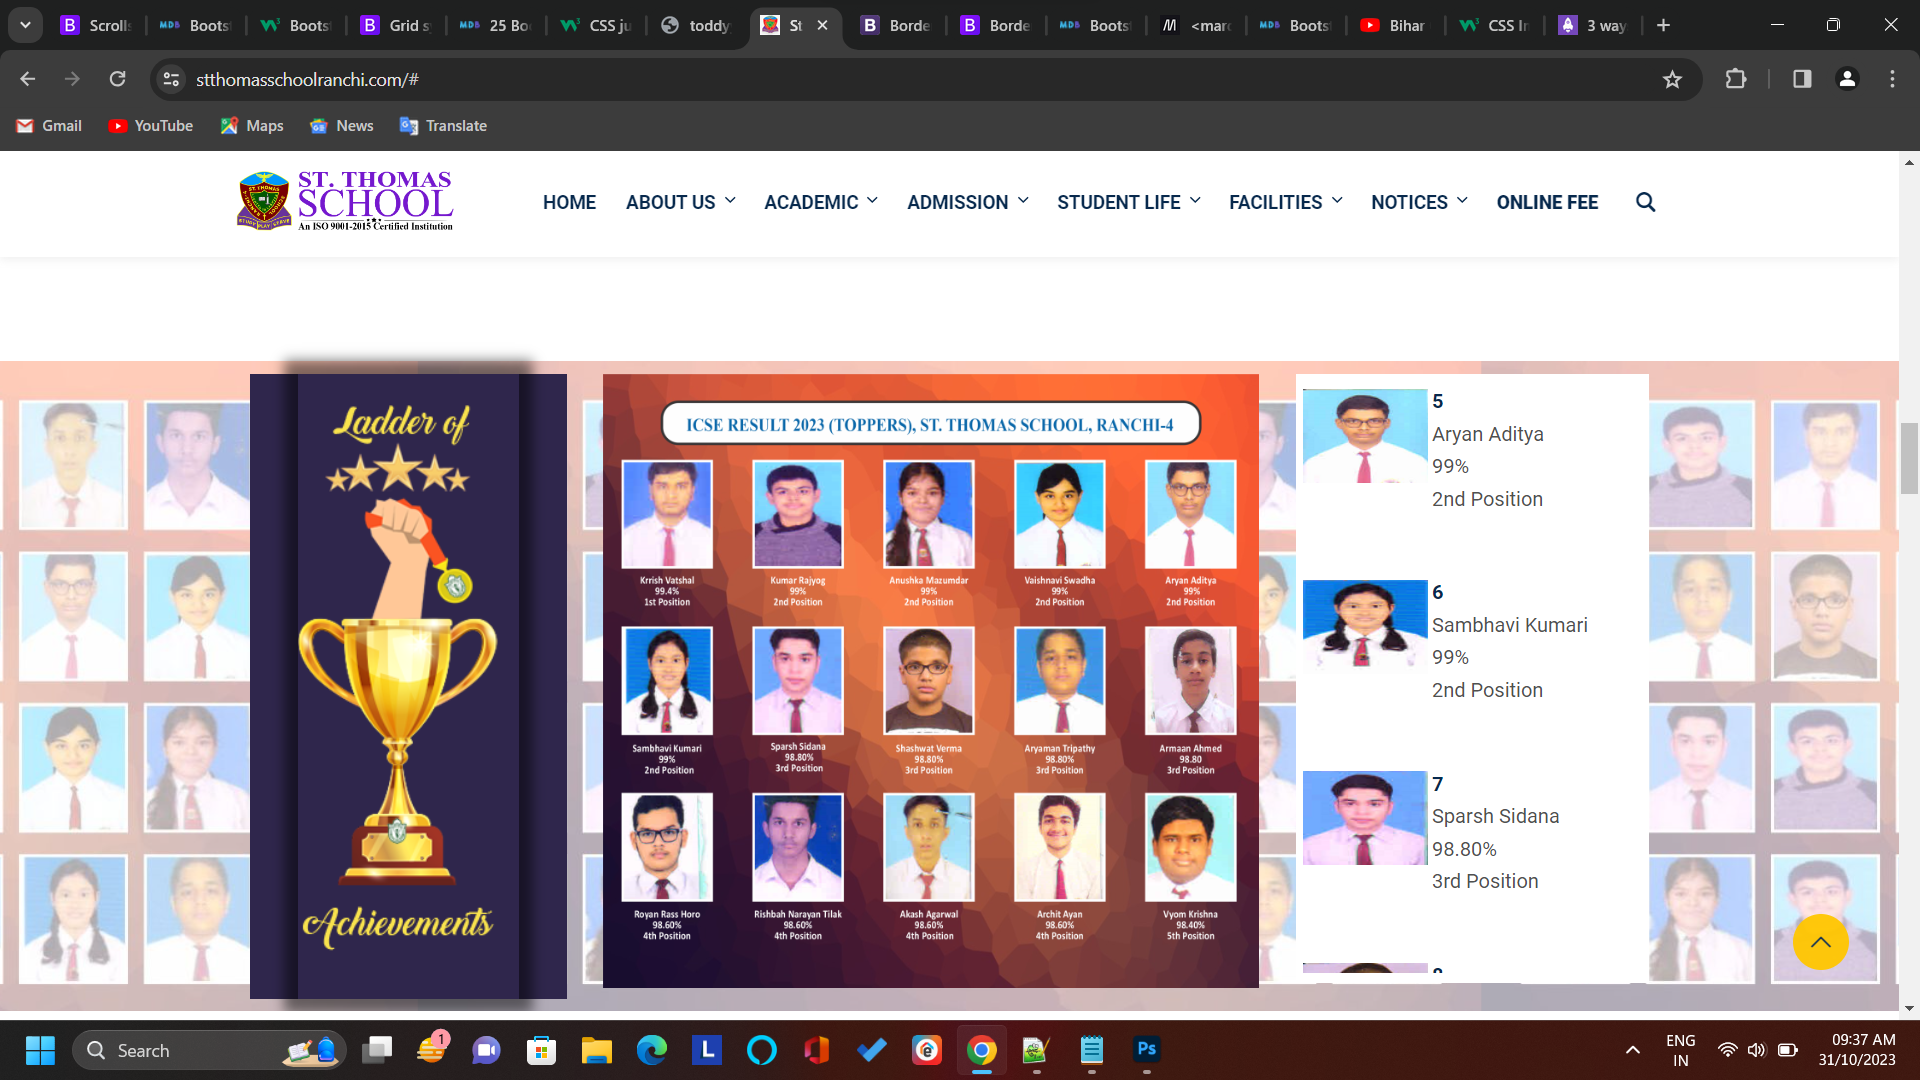 Scrolls
Boots
Boots
Grid sy
25 Boo
CSS ju
toddy
St
Borde
Borde
Boots
<marq
Boots
Bihar
CSS In
3 way
stthomasschoolranchi.com/#
Gmail
YouTube
Maps
News
Translate
ST. THOMAS
SCHOOL
An ISO 9001-2015 Certified Institution
HOME
ABOUT US
ACADEMIC
ADMISSION
STUDENT LIFE
FACILITIES
NOTICES
ONLINE FEE
Ladder of
Achievements
ICSE RESULT 2023 (TOPPERS), ST. THOMAS SCHOOL, RANCHI-4
Krrish Vatshal
99.4%
1st Position
Kumar Rajyog
99%
2nd Position
Anushka Mazumdar
99%
2nd Position
Vaishnavi Swadha
99%
2nd Position
Aryan Aditya
99%
2nd Position
Sambhavi Kumari
99%
2nd Position
Sparsh Sidana
98.80%
3rd Position
Shashwat Verma
98.80%
3rd Position
Aryaman Tripathy
98.80%
3rd Position
Armaan Ahmed
98.80
3rd Position
Royan Rass Horo
98.60%
4th Position
Rishbah Narayan Tilak
98.60%
4th Position
Akash Agarwal
98.60%
4th Position
Archit Ayan
98.60%
4th Position
Vyom Krishna
98.40%
5th Position
5
Aryan Aditya
99%
2nd Position
6
Sambhavi Kumari
99%
2nd Position
7
Sparsh Sidana
98.80%
3rd Position
Search
1
ENG
IN
09:37 AM
31/10/2023